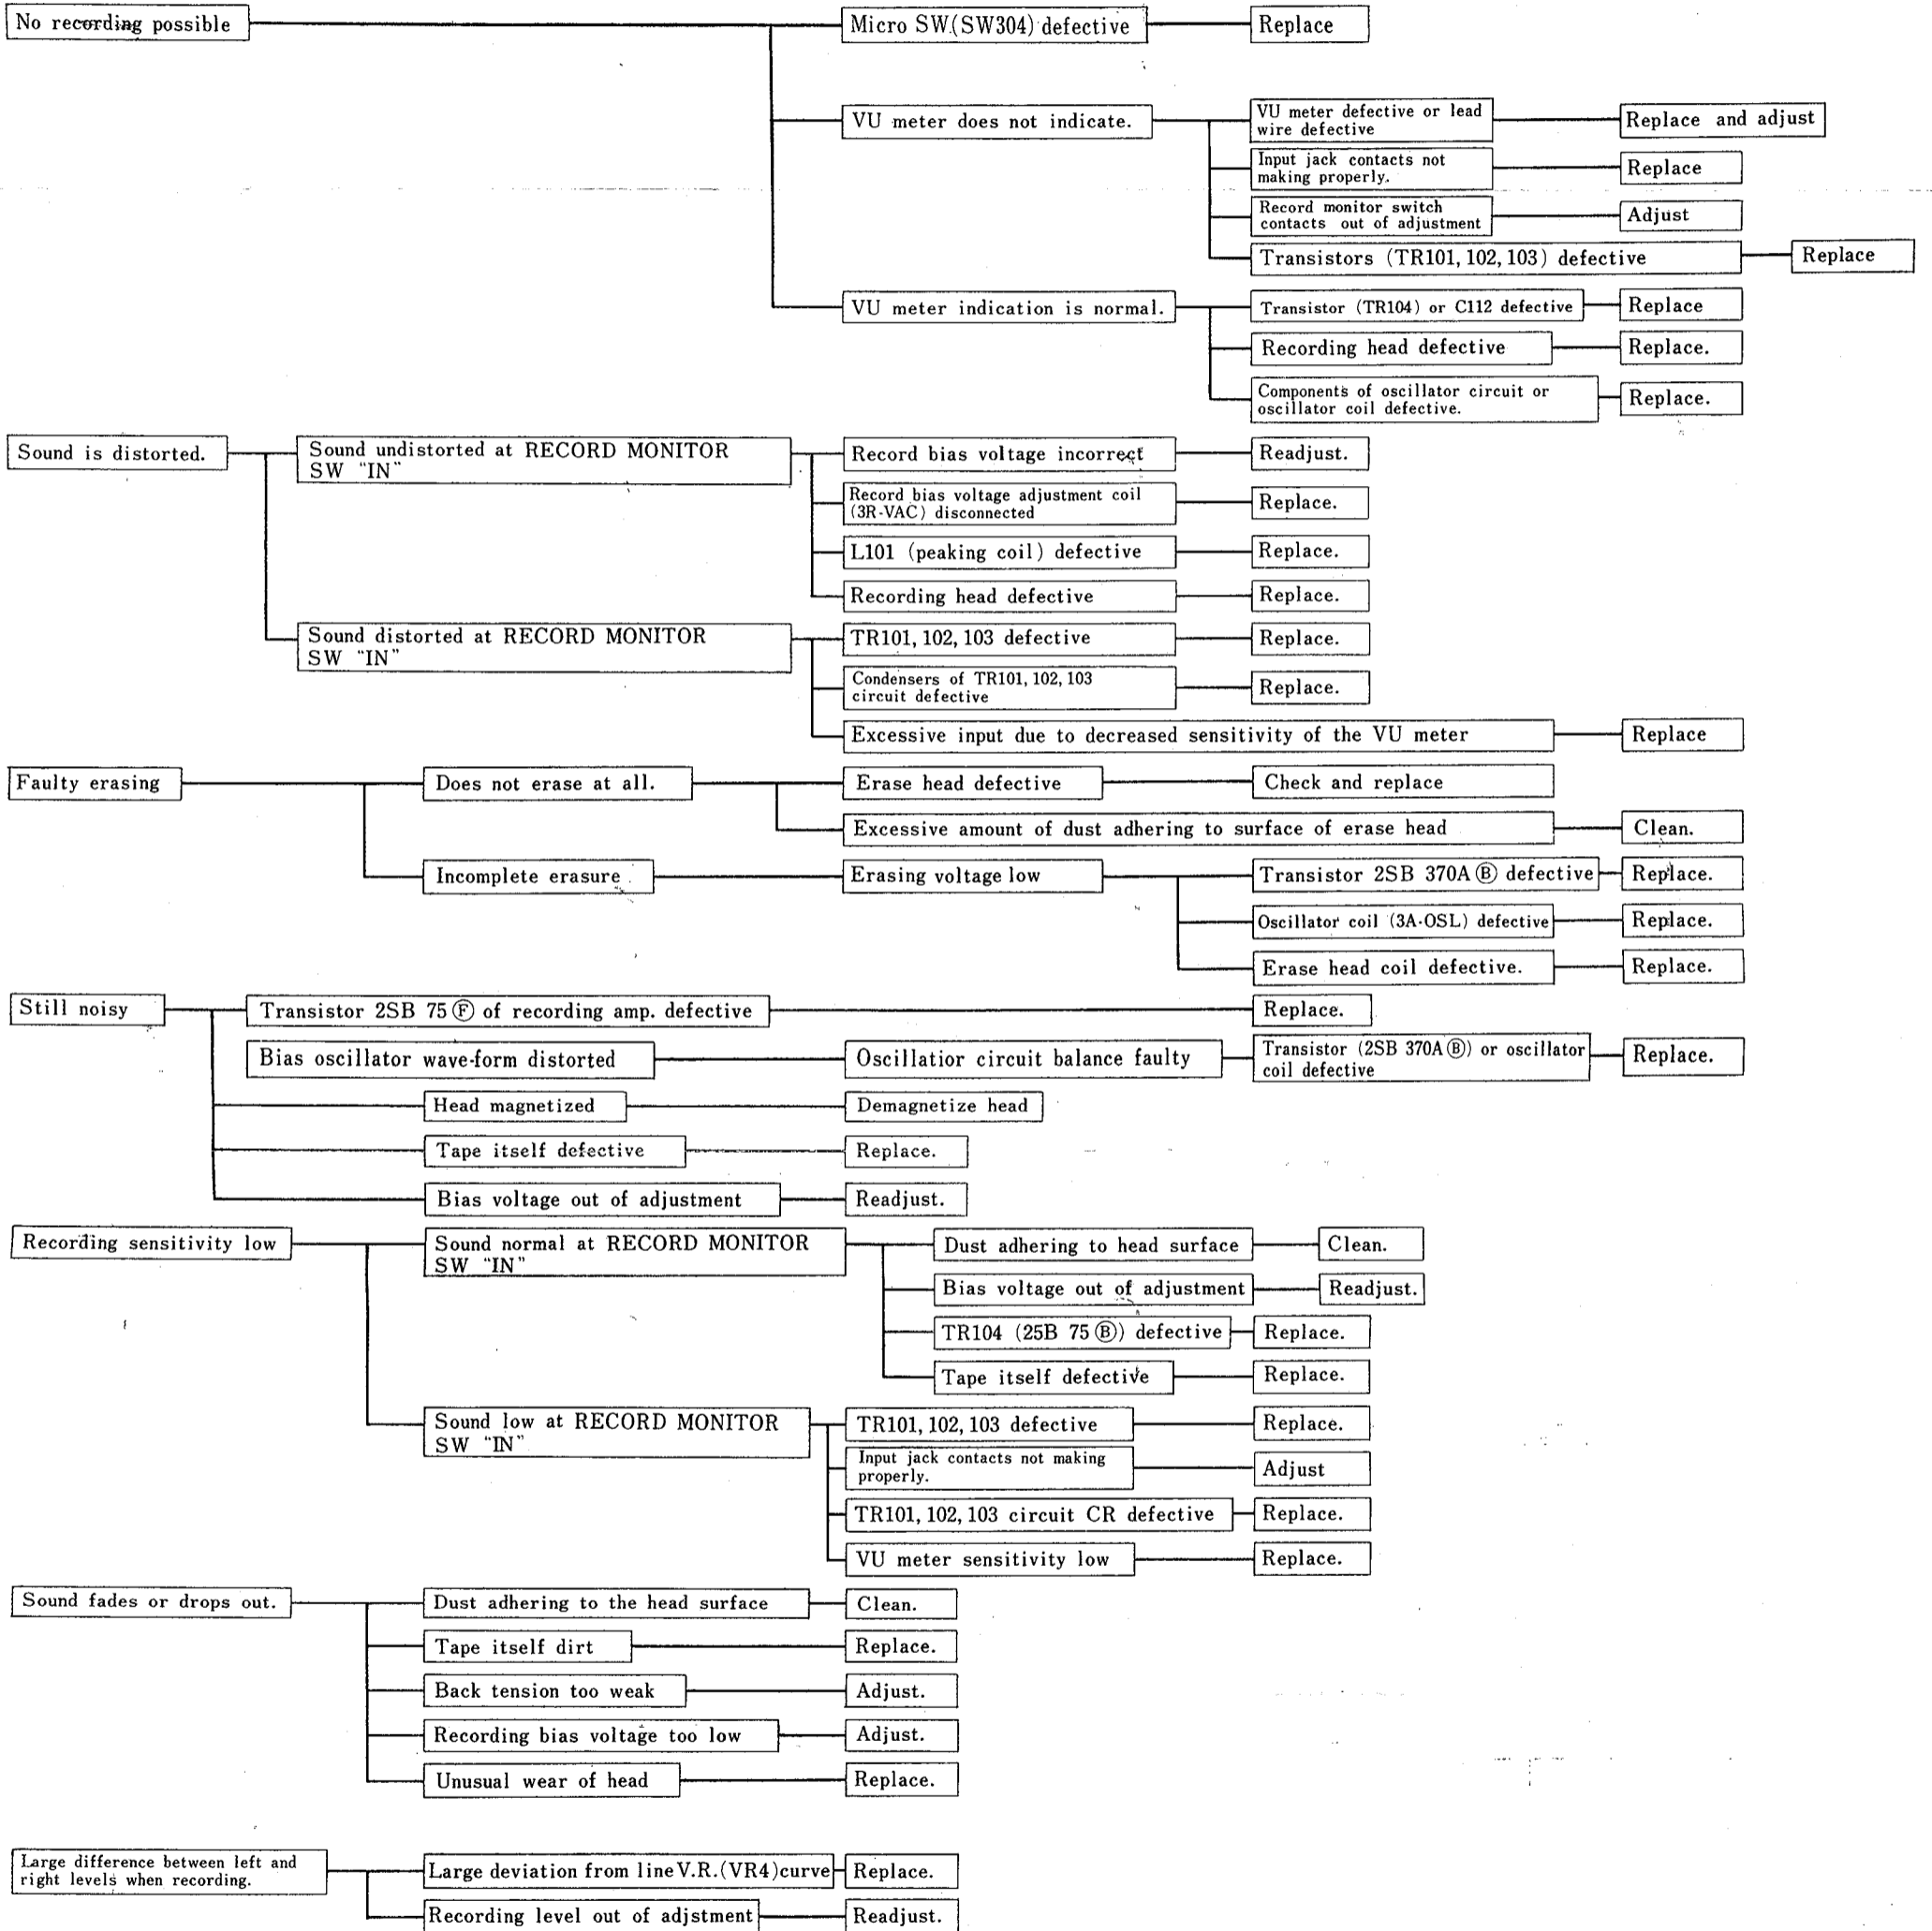 No recording possible
Micro SW.(SW304) defective
Replace
VU meter does not indicate.
VU meter defective or lead
wire defective
Replace and adjust
Input jack contacts not
making properly.
Replace
Record monitor switch
contacts out of adjustment
Adjust
Transistors (TR101, 102, 103) defective
Replace
VU meter indication is normal.
Transistor (TR104) or C112 defective
Replace
Recording head defective
Replace.
Components of oscillator circuit or
oscillator coil defective.
Replace.
Sound is distorted.
Sound undistorted at RECORD MONITOR
SW "IN"
Record bias voltage incorrect
Readjust.
Record bias voltage adjustment coil
(3R-VAC) disconnected
Replace.
L101 (peaking coil) defective
Replace.
Recording head defective
Replace.
Sound distorted at RECORD MONITOR
SW "IN"
TR101, 102, 103 defective
Replace.
Condensers of TR101, 102, 103
circuit defective
Replace.
Excessive input due to decreased sensitivity of the VU meter
Replace
Faulty erasing
Does not erase at all.
Erase head defective
Check and replace
Excessive amount of dust adhering to surface of erase head
Clean.
Incomplete erasure
Erasing voltage low
Transistor 2SB 370A Ⓑ defective
Replace.
Oscillator coil (3A-OSL) defective
Replace.
Erase head coil defective.
Replace.
Still noisy
Transistor 2SB 75 Ⓕ of recording amp. defective
Replace.
Bias oscillator wave-form distorted
Oscillatior circuit balance faulty
Transistor (2SB 370A Ⓑ) or oscillator
coil defective
Replace.
Head magnetized
Demagnetize head
Tape itself defective
Replace.
Bias voltage out of adjustment
Readjust.
Recording sensitivity low
Sound normal at RECORD MONITOR
SW "IN"
Dust adhering to head surface
Clean.
Bias voltage out of adjustment
Readjust.
TR104 (25B 75 Ⓑ) defective
Replace.
Tape itself defective
Replace.
Sound low at RECORD MONITOR
SW "IN"
TR101, 102, 103 defective
Replace.
Input jack contacts not making
properly.
Adjust
TR101, 102, 103 circuit CR defective
Replace.
VU meter sensitivity low
Replace.
Sound fades or drops out.
Dust adhering to the head surface
Clean.
Tape itself dirt
Replace.
Back tension too weak
Adjust.
Recording bias voltage too low
Adjust.
Unusual wear of head
Replace.
Large difference between left and
right levels when recording.
Large deviation from line V.R.(VR4) curve
Replace.
Recording level out of adjstment
Readjust.